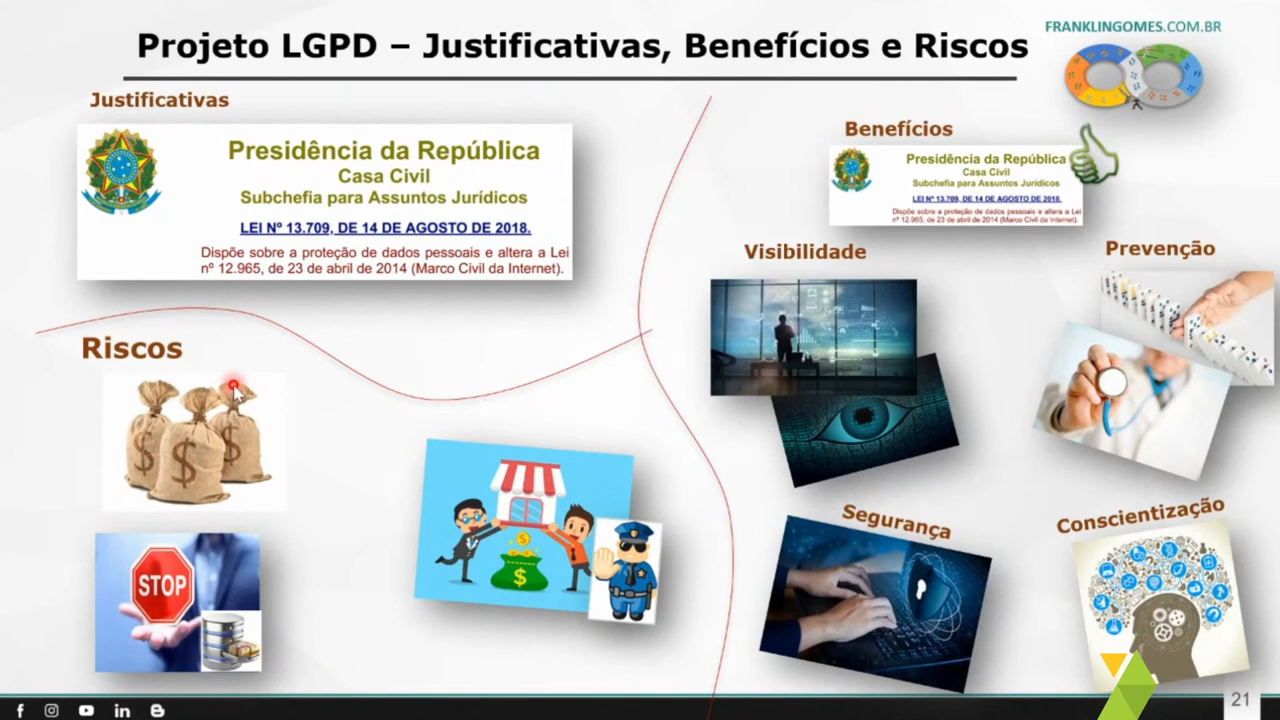 Projeto LGPD – Justificativas, Benefícios e Riscos
FRANKLINGOMES.COM.BR
Justificativas
Presidência da República
Casa Civil
Subchefia para Assuntos Jurídicos
LEI Nº 13.709, DE 14 DE AGOSTO DE 2018.
Dispõe sobre a proteção de dados pessoais e altera a Lei
nº 12.965, de 23 de abril de 2014 (Marco Civil da Internet).
Benefícios
Presidência da República
Casa Civil
Subchefia para Assuntos Jurídicos
LEI Nº 13.709, DE 14 DE AGOSTO DE 2018.
Dispõe sobre a proteção de dados pessoais e altera a Lei
nº 12.965, de 23 de abril de 2014 (Marco Civil da Internet).
Visibilidade
Prevenção
Riscos
$ $ $
STOP
$
$
Segurança
Conscientização
21